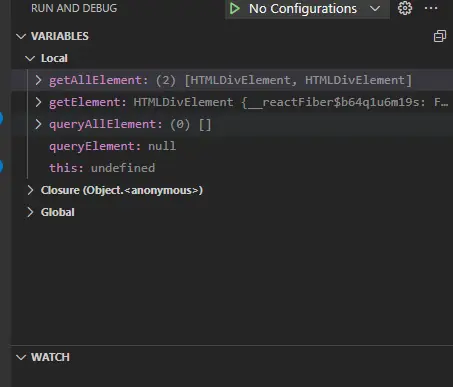 RUN AND DEBUG No Configurations ...
VARIABLES
Local
getAllElement: (2) [HTMLDivElement, HTMLDivElement]
getElement: HTMLDivElement {__reactFiber$b64q1u6m19s: F...
queryAllElement: (0) []
queryElement: null
this: undefined
Closure (Object.<anonymous>)
Global
WATCH